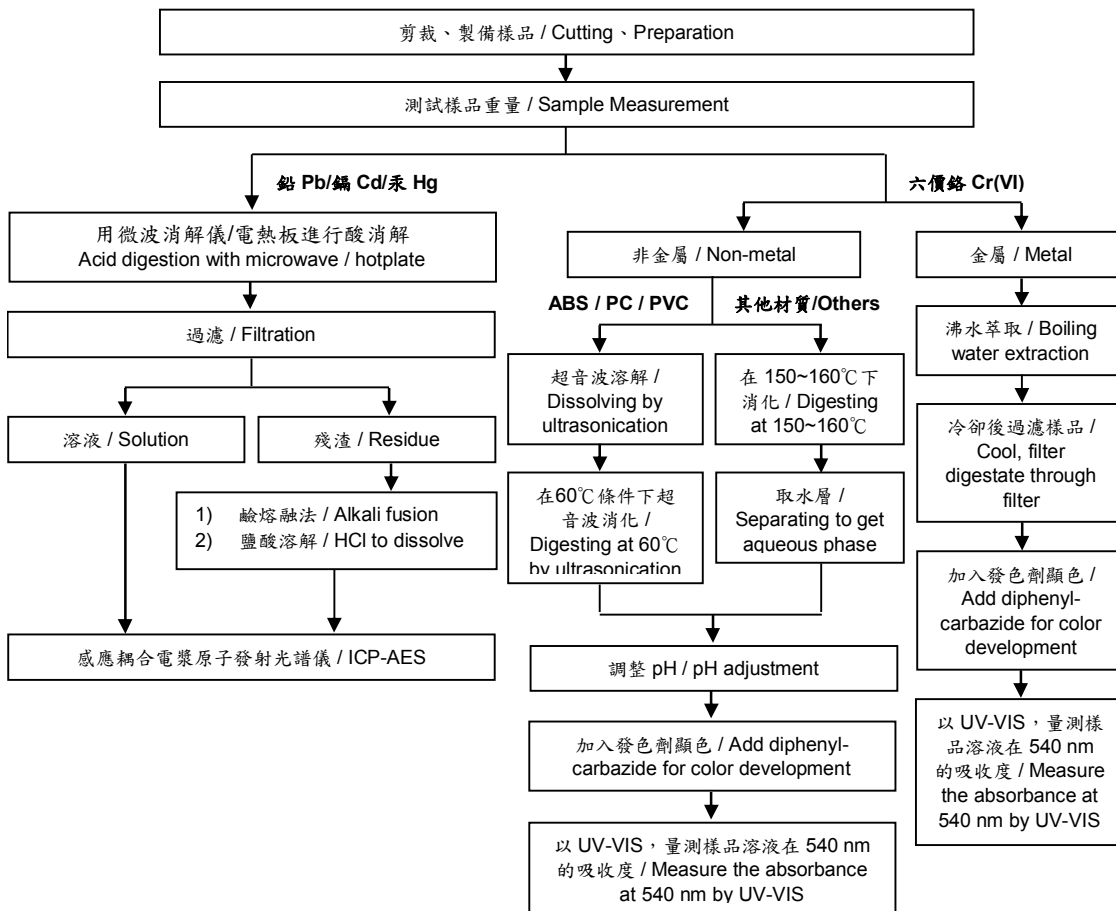 剪裁、製備樣品 / Cutting、Preparation
測試樣品重量 / Sample Measurement
鉛 Pb/鎘 Cd/汞 Hg
六價鉻 Cr(VI)
用微波消解儀/電熱板進行酸消解
Acid digestion with microwave / hotplate
非金屬 / Non-metal
金屬 / Metal
ABS / PC / PVC
其他材質/Others
過濾 / Filtration
沸水萃取 / Boiling
water extraction
超音波溶解 /
Dissolving by
ultrasonication
在 150~160℃下
消化 / Digesting
at 150~160℃
溶液 / Solution
殘渣 / Residue
冷卻後過濾樣品 /
Cool, filter
digestate through
filter
1) 鹼熔融法 / Alkali fusion
2) 鹽酸溶解 / HCl to dissolve
在60℃條件下超
音波消化 /
Digesting at 60℃
by ultrasonication
取水層 /
Separating to get
aqueous phase
加入發色劑顯色 /
Add diphenyl-
carbazide for color
development
感應耦合電漿原子發射光譜儀 / ICP-AES
調整 pH / pH adjustment
加入發色劑顯色 / Add diphenyl-
carbazide for color development
以 UV-VIS,量測樣
品溶液在 540 nm
的吸收度 / Measure
the absorbance at
540 nm by UV-VIS
以 UV-VIS,量測樣品溶液在 540 nm
的吸收度 / Measure the absorbance
at 540 nm by UV-VIS